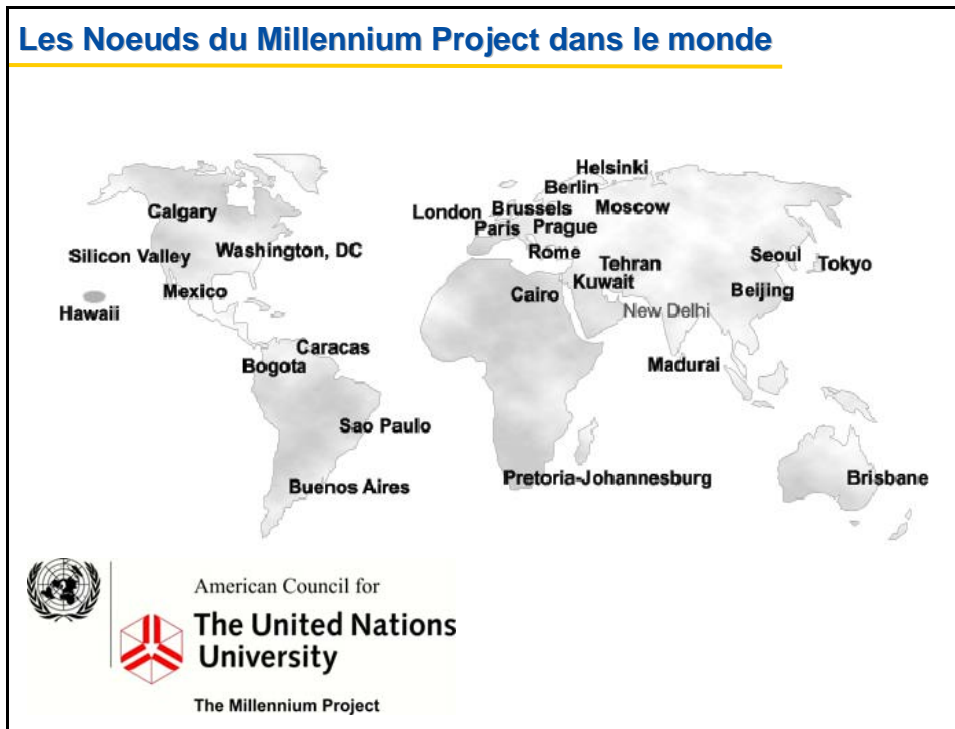 Les Noeuds du Millennium Project dans le monde
Helsinki
Berlin
Calgary
London
Brussels
Moscow
Paris
Prague
Silicon Valley
Washington, DC
Rome
Tehran
Seoul
Tokyo
Kuwait
Mexico
Cairo
Beijing
Hawaii
New Delhi
Caracas
Bogota
Madurai
Sao Paulo
Buenos Aires
Pretoria-Johannesburg
Brisbane
American Council for
The United Nations
University
The Millennium Project